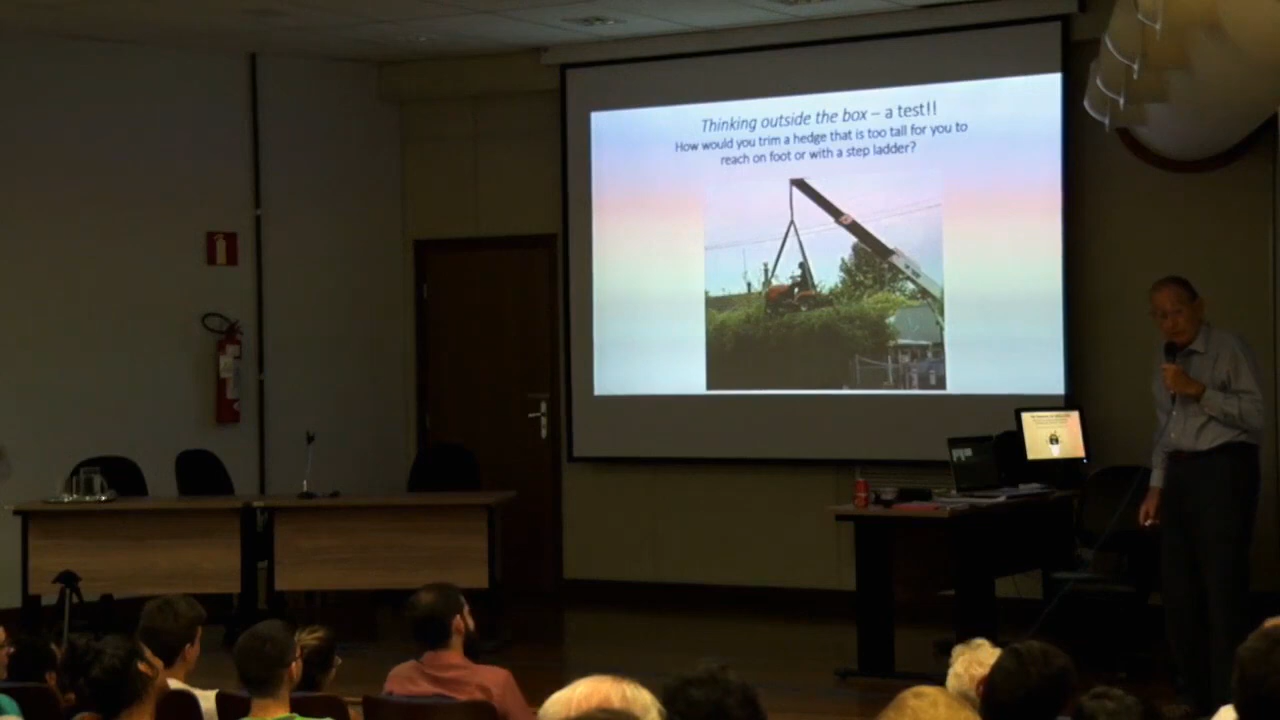 Thinking outside the box – a test!!
How would you trim a hedge that is too tall for you to
reach on foot or with a step ladder?